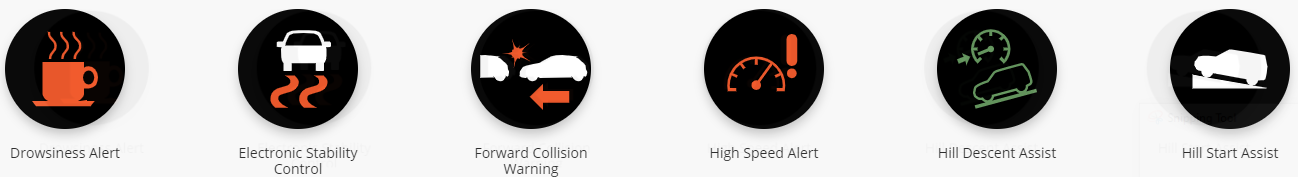 Drowsiness Alert
Electronic Stability
Control
Forward Collision
Warning
High Speed Alert
Hill Descent Assist
Hill Start Assist